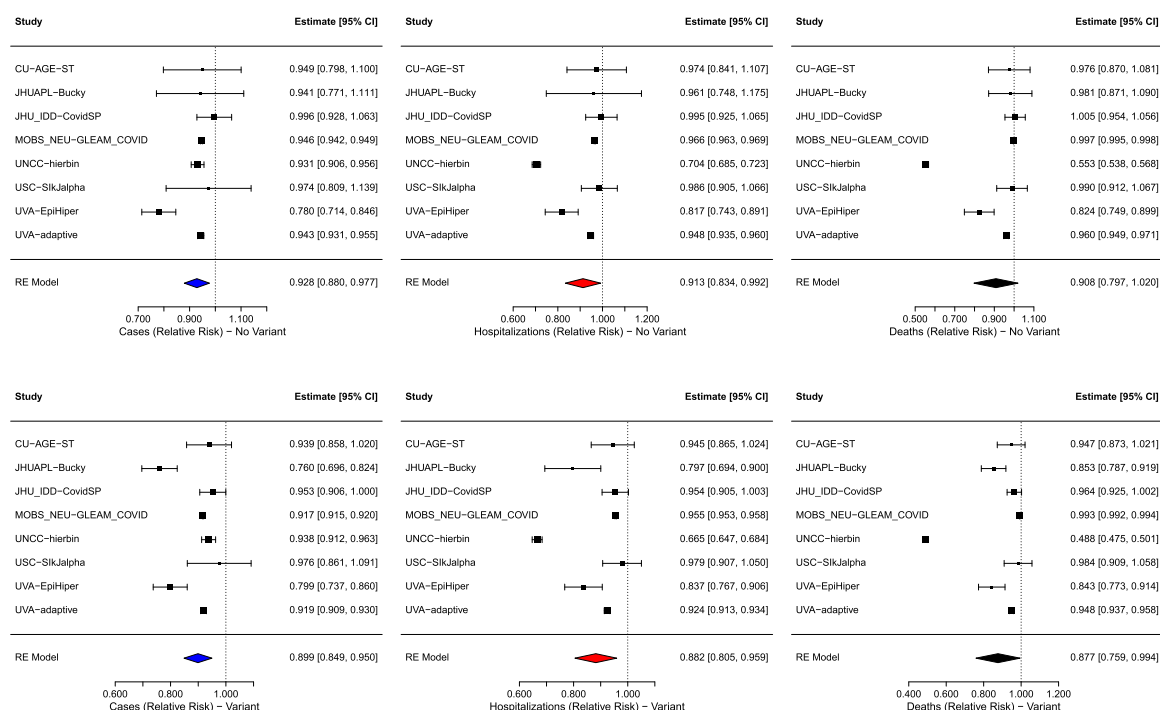 Study Estimate [95% CI]
CU−AGE−ST 0.949 [0.798, 1.100]
JHUAPL−Bucky 0.941 [0.771, 1.111]
JHU_IDD−CovidSP 0.996 [0.928, 1.063]
MOBS_NEU−GLEAM_COVID 0.946 [0.942, 0.949]
UNCC−hierbin 0.931 [0.906, 0.956]
USC−SIkJalpha 0.974 [0.809, 1.139]
UVA−EpiHiper 0.780 [0.714, 0.846]
UVA−adaptive 0.943 [0.931, 0.955]
RE Model 0.928 [0.880, 0.977]
0.700 0.900 1.100
Cases (Relative Risk) − No Variant
Study Estimate [95% CI]
CU−AGE−ST 0.974 [0.841, 1.107]
JHUAPL−Bucky 0.961 [0.748, 1.175]
JHU_IDD−CovidSP 0.995 [0.925, 1.065]
MOBS_NEU−GLEAM_COVID 0.966 [0.963, 0.969]
UNCC−hierbin 0.704 [0.685, 0.723]
USC−SIkJalpha 0.986 [0.905, 1.066]
UVA−EpiHiper 0.817 [0.743, 0.891]
UVA−adaptive 0.948 [0.935, 0.960]
RE Model 0.913 [0.834, 0.992]
0.600 0.800 1.000 1.200
Hospitalizations (Relative Risk) − No Variant
Study Estimate [95% CI]
CU−AGE−ST 0.976 [0.870, 1.081]
JHUAPL−Bucky 0.981 [0.871, 1.090]
JHU_IDD−CovidSP 1.005 [0.954, 1.056]
MOBS_NEU−GLEAM_COVID 0.997 [0.995, 0.998]
UNCC−hierbin 0.553 [0.538, 0.568]
USC−SIkJalpha 0.990 [0.912, 1.067]
UVA−EpiHiper 0.824 [0.749, 0.899]
UVA−adaptive 0.960 [0.949, 0.971]
RE Model 0.908 [0.797, 1.020]
0.500 0.700 0.900 1.100
Deaths (Relative Risk) − No Variant
Study Estimate [95% CI]
CU−AGE−ST 0.939 [0.858, 1.020]
JHUAPL−Bucky 0.760 [0.696, 0.824]
JHU_IDD−CovidSP 0.953 [0.906, 1.000]
MOBS_NEU−GLEAM_COVID 0.917 [0.915, 0.920]
UNCC−hierbin 0.938 [0.912, 0.963]
USC−SIkJalpha 0.976 [0.861, 1.091]
UVA−EpiHiper 0.799 [0.737, 0.860]
UVA−adaptive 0.919 [0.909, 0.930]
RE Model 0.899 [0.849, 0.950]
0.600 0.800 1.000
Cases (Relative Risk) − Variant
Study Estimate [95% CI]
CU−AGE−ST 0.945 [0.865, 1.024]
JHUAPL−Bucky 0.797 [0.694, 0.900]
JHU_IDD−CovidSP 0.954 [0.905, 1.003]
MOBS_NEU−GLEAM_COVID 0.955 [0.953, 0.958]
UNCC−hierbin 0.665 [0.647, 0.684]
USC−SIkJalpha 0.979 [0.907, 1.050]
UVA−EpiHiper 0.837 [0.767, 0.906]
UVA−adaptive 0.924 [0.913, 0.934]
RE Model 0.882 [0.805, 0.959]
0.600 0.800 1.000
Hospitalizations (Relative Risk) − Variant
Study Estimate [95% CI]
CU−AGE−ST 0.947 [0.873, 1.021]
JHUAPL−Bucky 0.853 [0.787, 0.919]
JHU_IDD−CovidSP 0.964 [0.925, 1.002]
MOBS_NEU−GLEAM_COVID 0.993 [0.992, 0.994]
UNCC−hierbin 0.488 [0.475, 0.501]
USC−SIkJalpha 0.984 [0.909, 1.058]
UVA−EpiHiper 0.843 [0.773, 0.914]
UVA−adaptive 0.948 [0.937, 0.958]
RE Model 0.877 [0.759, 0.994]
0.400 0.600 0.800 1.000 1.200
Deaths (Relative Risk) − Variant